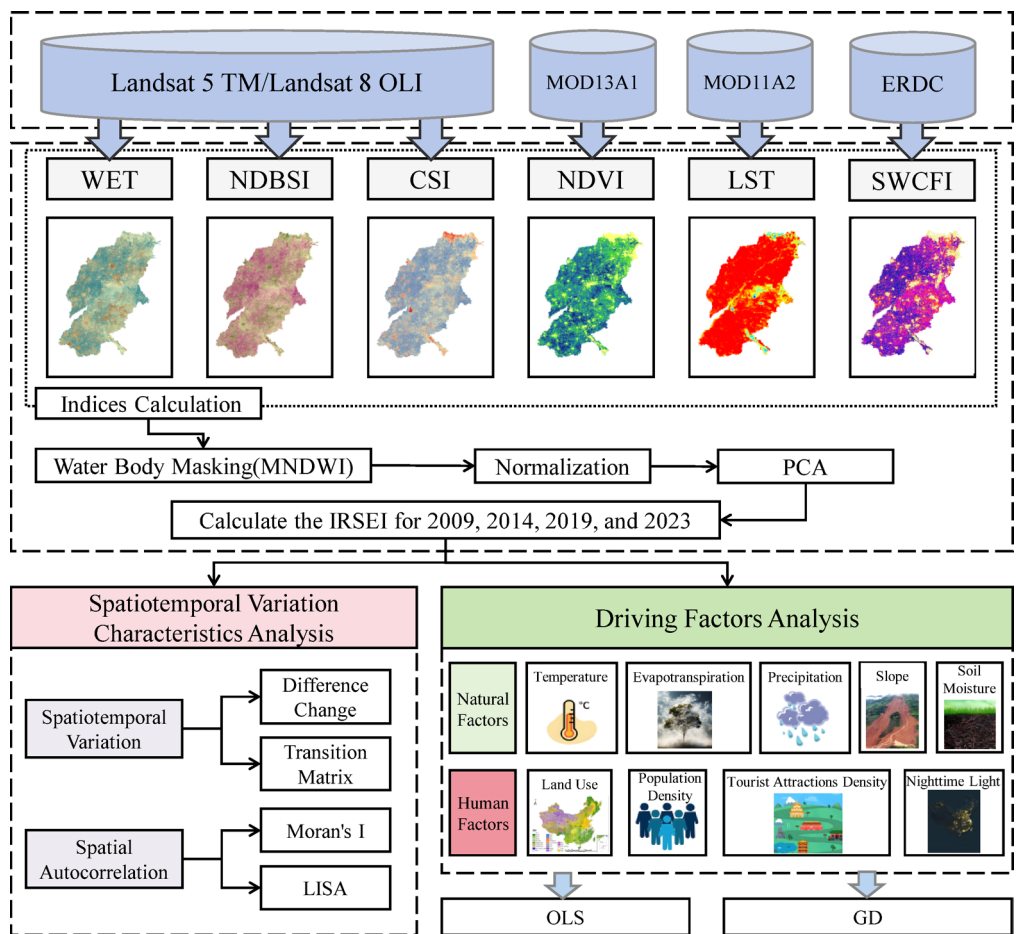 Landsat 5 TM/Landsat 8 OLI
MOD13A1
MOD11A2
ERDC
WET
NDBSI
CSI
NDVI
LST
SWCFI
Indices Calculation
Water Body Masking(MNDWI)
Normalization
PCA
Calculate the IRSEI for 2009, 2014, 2019, and 2023
Spatiotemporal Variation
Characteristics Analysis
Spatiotemporal
Variation
Difference
Change
Transition
Matrix
Spatial
Autocorrelation
Moran's I
LISA
Driving Factors Analysis
Natural
Factors
Temperature
°C
Evapotranspiration
Precipitation
Slope
Soil
Moisture
Human
Factors
Land Use
Population
Density
Tourist Attractions Density
Nighttime Light
OLS
GD